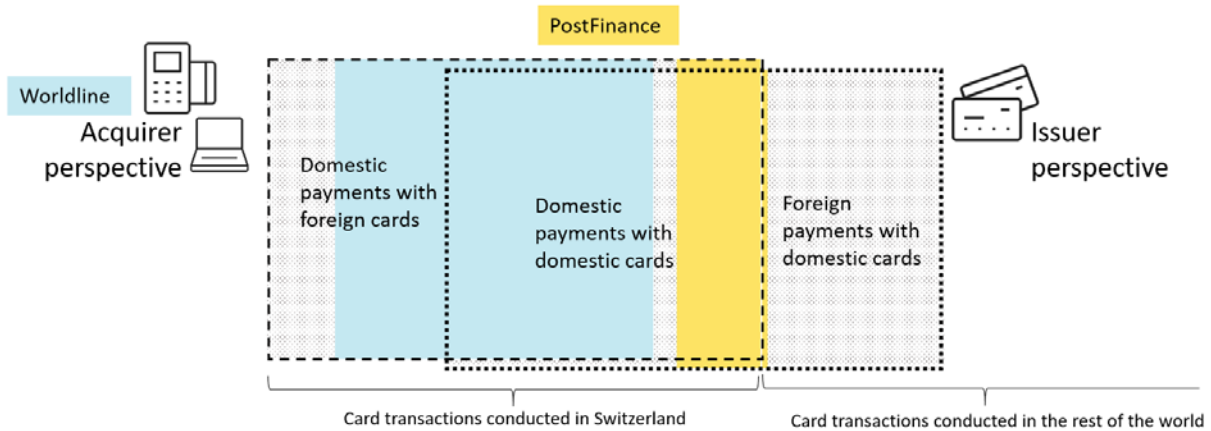 PostFinance
Worldline
Acquirer
perspective
Domestic
payments with
foreign cards
Domestic
payments with
domestic cards
Foreign
payments with
domestic cards
Issuer
perspective
Card transactions conducted in Switzerland
Card transactions conducted in the rest of the world